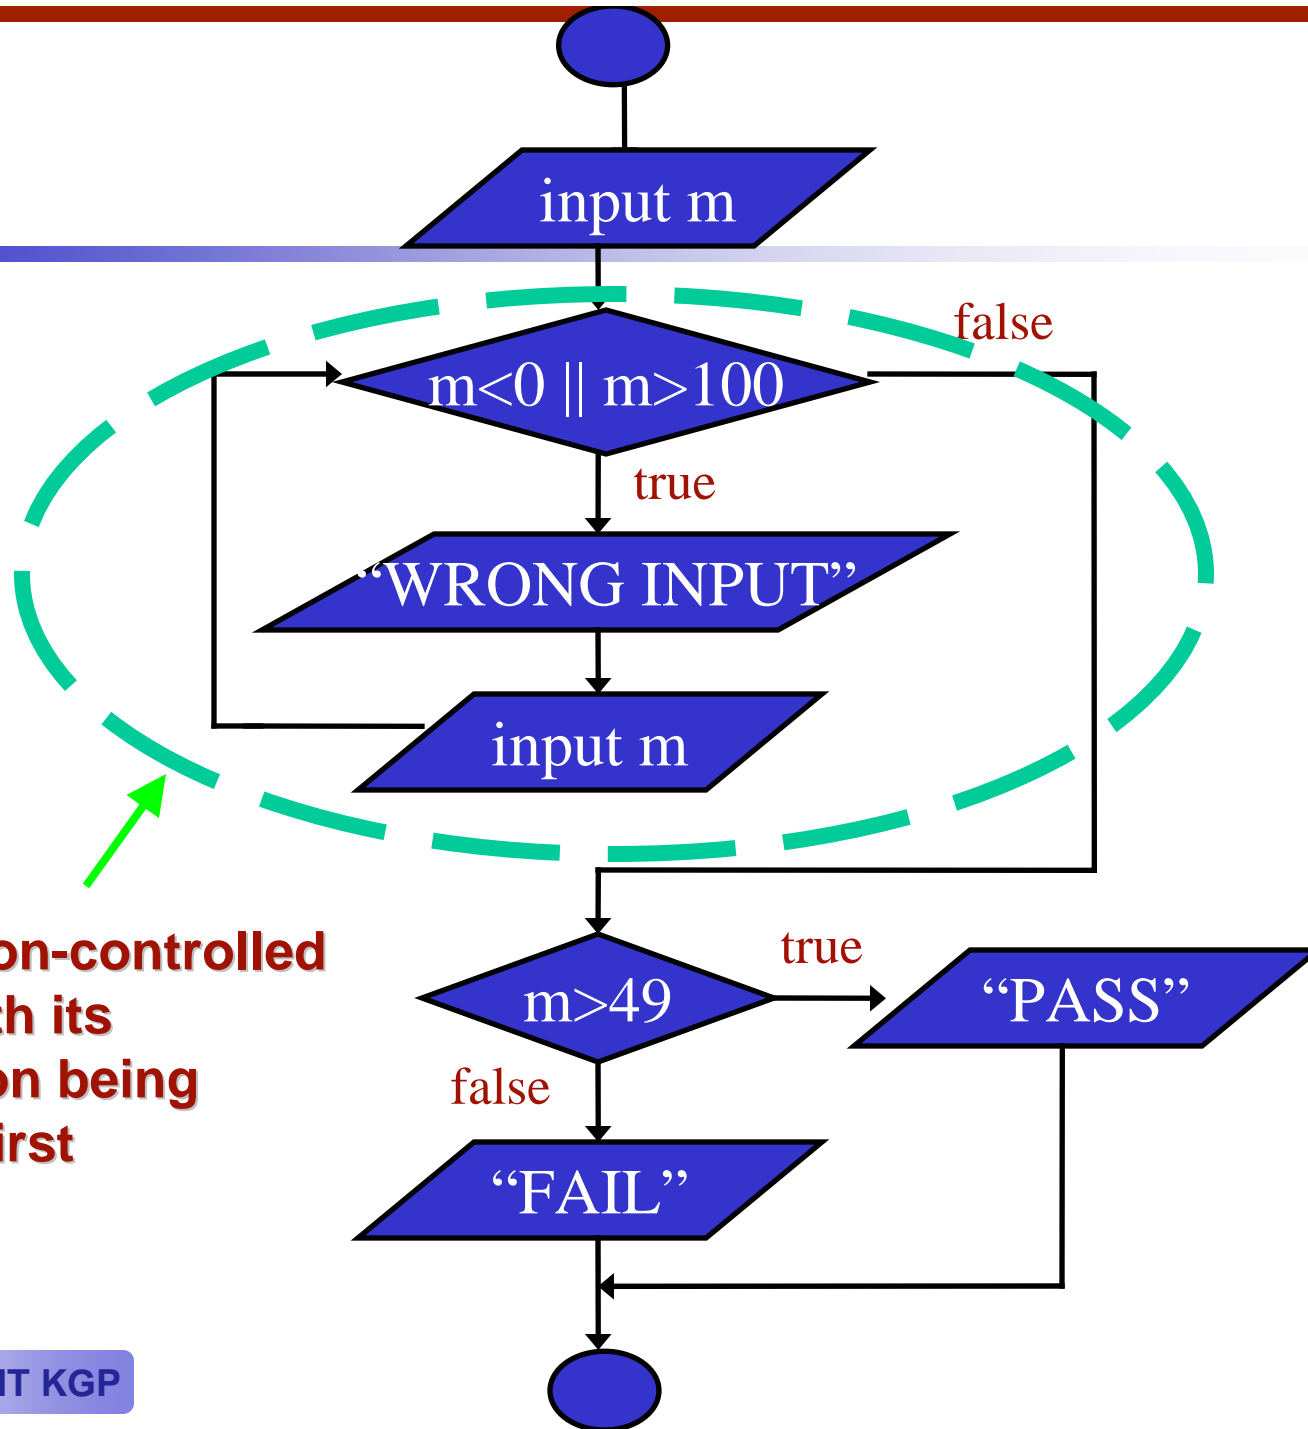 input m
false
m<0 || m>100
true
“WRONG INPUT”
input m
on-controlled
th its
true
m>49
“PASS”
on being
false
irst
“FAIL”
IT KGP